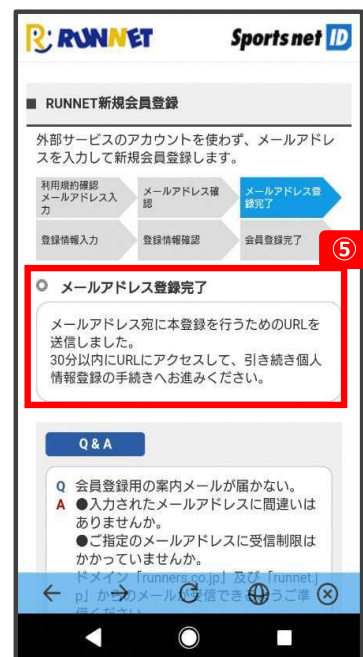 RUNNET Sports net ID
■ RUNNET新規会員登録
外部サービスのアカウントを使わず、メールアドレ
スを入力して新規会員登録します。
利用規約確認
メールアドレス入
力
メールアドレス確
認
メールアドレス登
録完了
登録情報入力
登録情報確認
会員登録完了
⑤
メールアドレス登録完了
メールアドレス宛に本登録を行うためのURLを
送信しました。
30分以内にURLにアクセスして、引き続き個人
情報登録の手続きへお進みください。
Q & A
Q 会員登録用の案内メールが届かない。
A ●入力されたメールアドレスに間違いは
ありませんか。
●ご指定のメールアドレスに受信制限は
かかっていませんか。
ドメイン「runners.co.jp」及び「runnet.j
p」からのメールが受信できるようご準
備ください